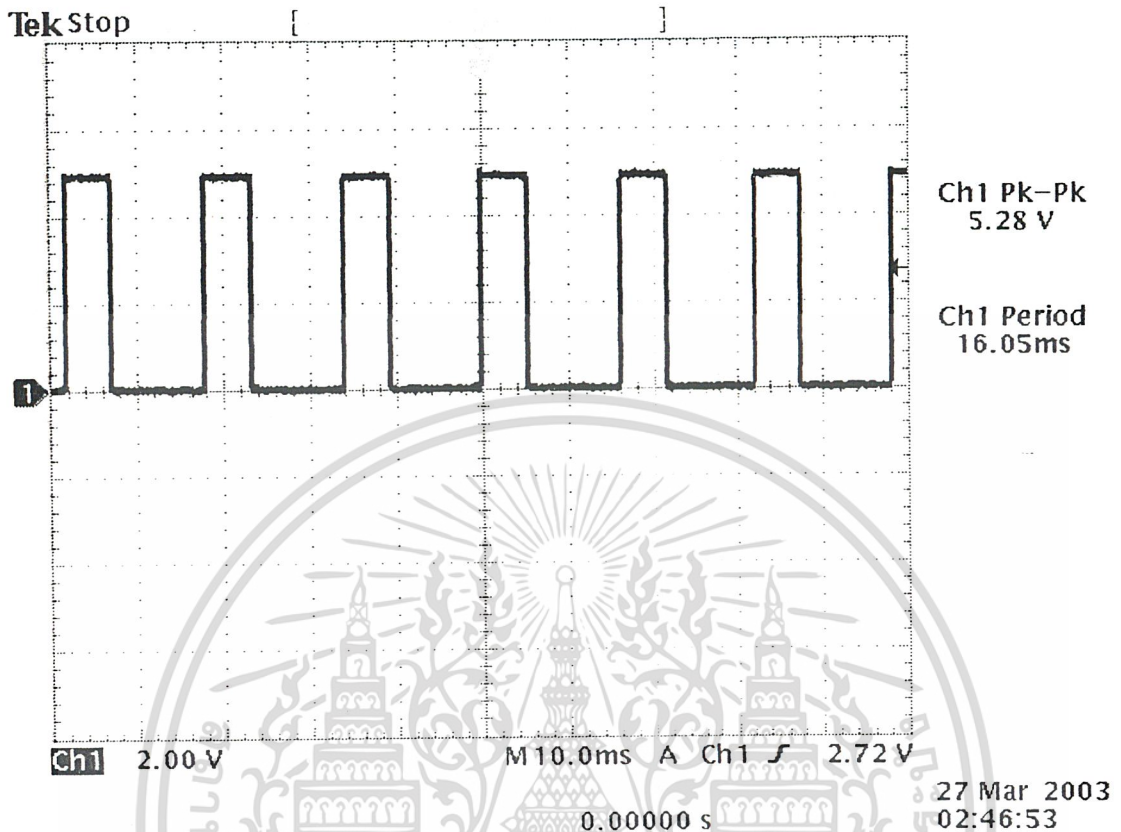 Tek Stop
[ ]
Ch1 Pk-Pk
5.28 V
Ch1 Period
16.05ms
1
Ch1 2.00 V M 10.0ms A Ch1 ʃ 2.72 V
0.00000 s
27 Mar 2003
02:46:53